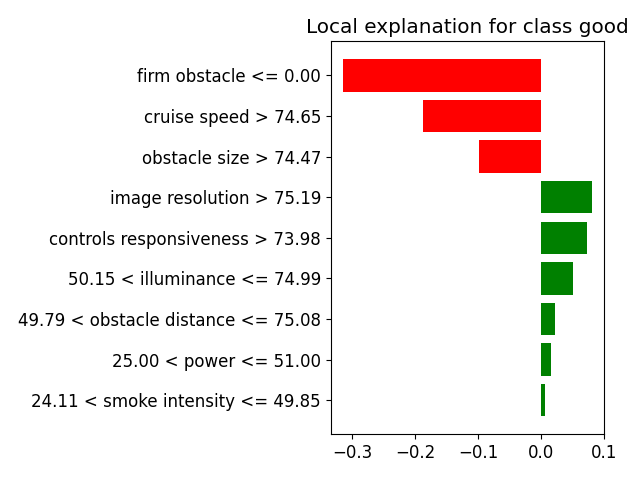 Local explanation for class good
firm obstacle <= 0.00
cruise speed > 74.65
obstacle size > 74.47
image resolution > 75.19
controls responsiveness > 73.98
50.15 < illuminance <= 74.99
49.79 < obstacle distance <= 75.08
25.00 < power <= 51.00
24.11 < smoke intensity <= 49.85
−0.3 −0.2 −0.1 0.0 0.1